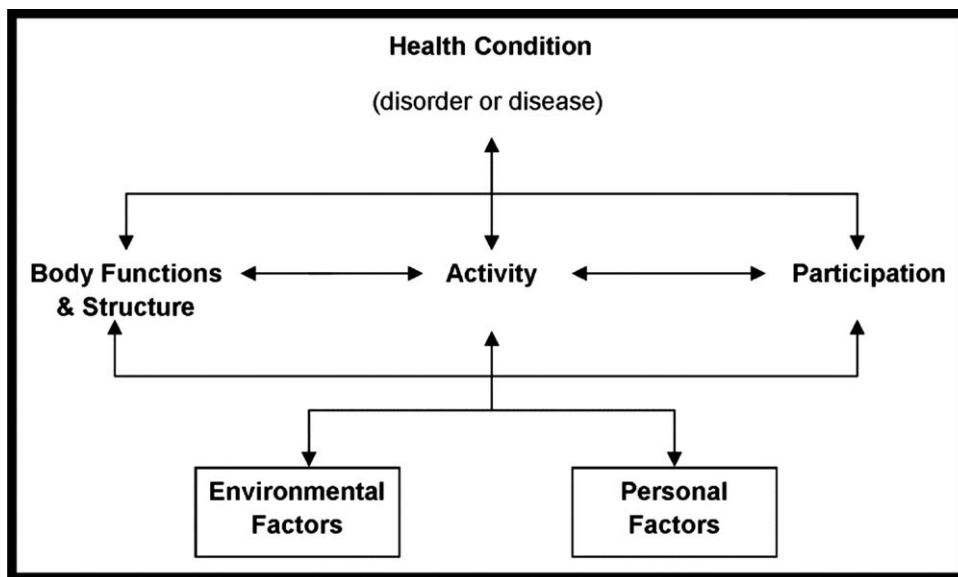 Health Condition
(disorder or disease)
Body Functions
& Structure
Activity
Participation
Environmental
Factors
Personal
Factors